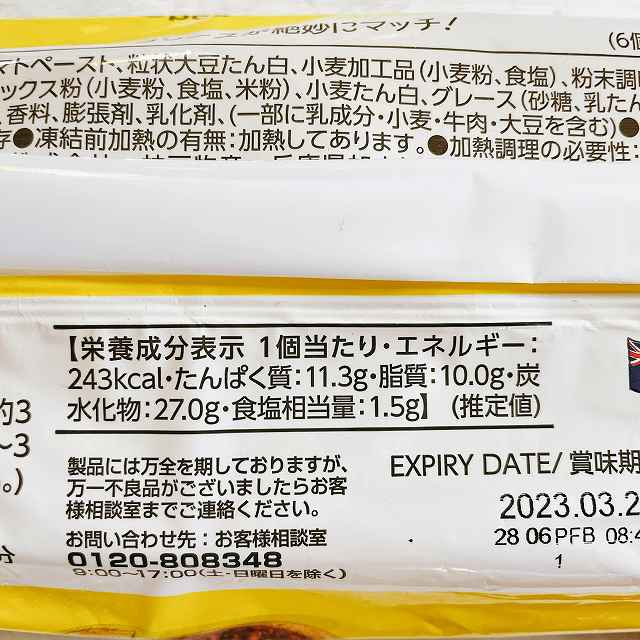 絶妙にマッチ!
(6個
マトペースト、粒状大豆たん白、小麦加工品(小麦粉、食塩)、粉末調
ックス粉(小麦粉、食塩、米粉)、小麦たん白、グレース(砂糖、乳たん
、香料、膨張剤、乳化剤、(一部に乳成分・小麦・牛肉・大豆を含む)●
存●凍結前加熱の有無:加熱してあります。●加熱調理の必要性:
【栄養成分表示 1個当たり・エネルギー:
243kcal・たんぱく質:11.3g・脂質:10.0g・炭
水化物:27.0g・食塩相当量:1.5g】(推定値)
約3
~3
。)
分
製品には万全を期しておりますが、
万一不良品がございましたらお客
様相談室までご連絡ください。
お問い合わせ先:お客様相談室
0120-808348
9:00~17:00(土・日曜日を除く)
EXPIRY DATE/ 賞味期
2023.03.2
28 06 PFB 08:4
1